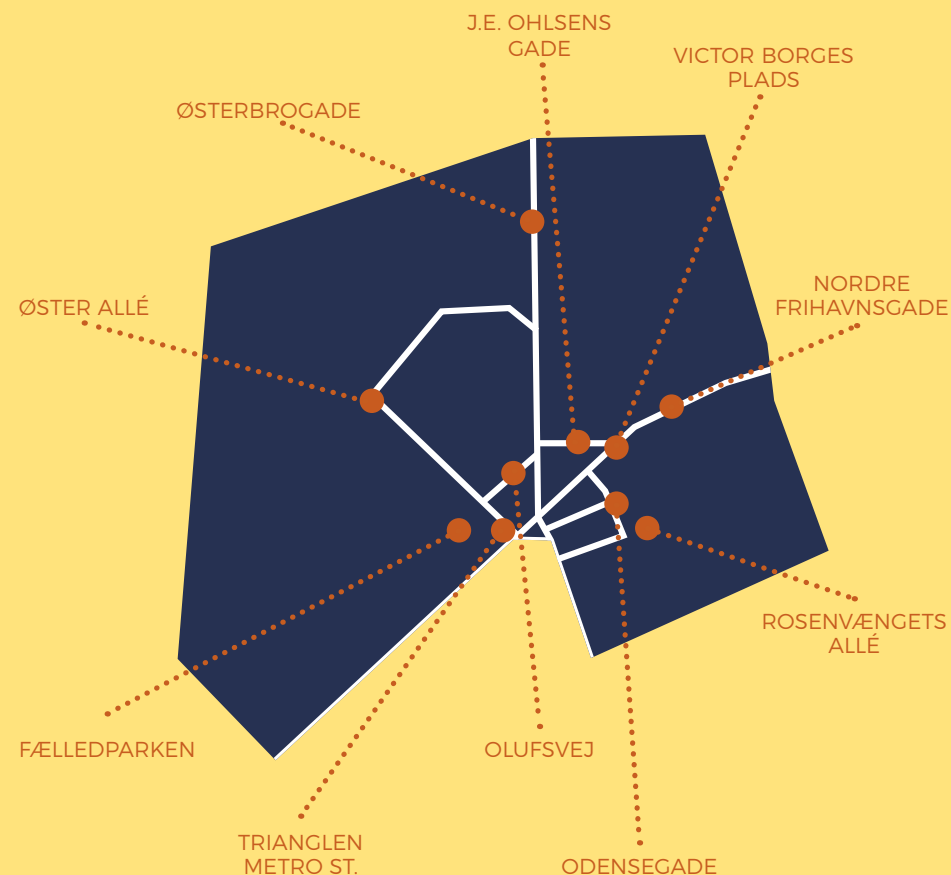 J.E. OHLSENS
GADE
VICTOR BORGES
PLADS
ØSTERBROGADE
NORDRE
FRIHAVNSGADE
ØSTER ALLÉ
ROSENVÆNGETS
ALLÉ
FÆLLEDPARKEN
OLUFSVEJ
TRIANGLEN
METRO ST.
ODENSEGADE